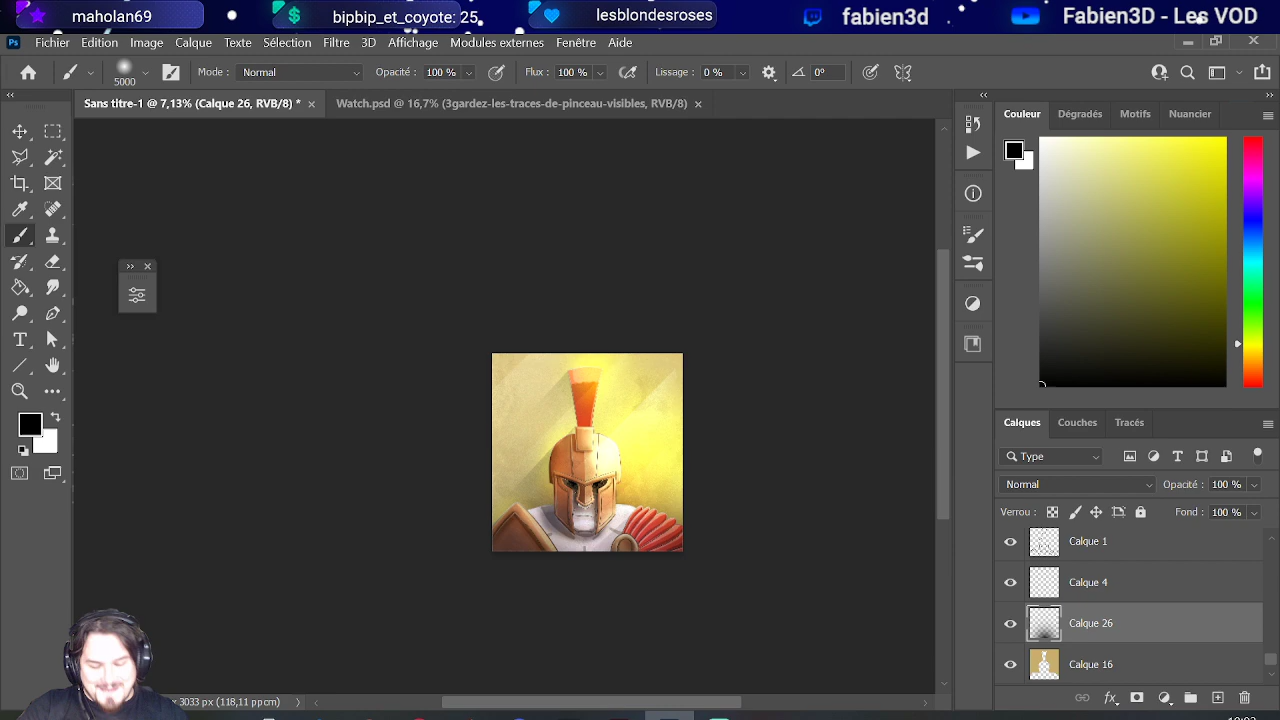 maholan69
bipbip_et_coyote: 25
lesblondesroses
fabien3d
Fabien3D - Les VOD
Ps
Fichier Edition Image Calque Texte Sélection Filtre 3D Affichage Modules externes Fenêtre Aide
5000
Mode : Normal Opacité : 100 % Flux : 100 % Lissage : 0 % 0°
Sans titre-1 @ 7,13% (Calque 26, RVB/8) *
Watch.psd @ 16,7% (3gardez-les-traces-de-pinceau-visibles, RVB/8)
Couleur Dégradés Motifs Nuancier
Calques Couches Tracés
Type
Normal Opacité : 100 %
Verrou : Fond : 100 %
Calque 1
Calque 4
Calque 26
Calque 16
3033 px (118,11 ppcm)